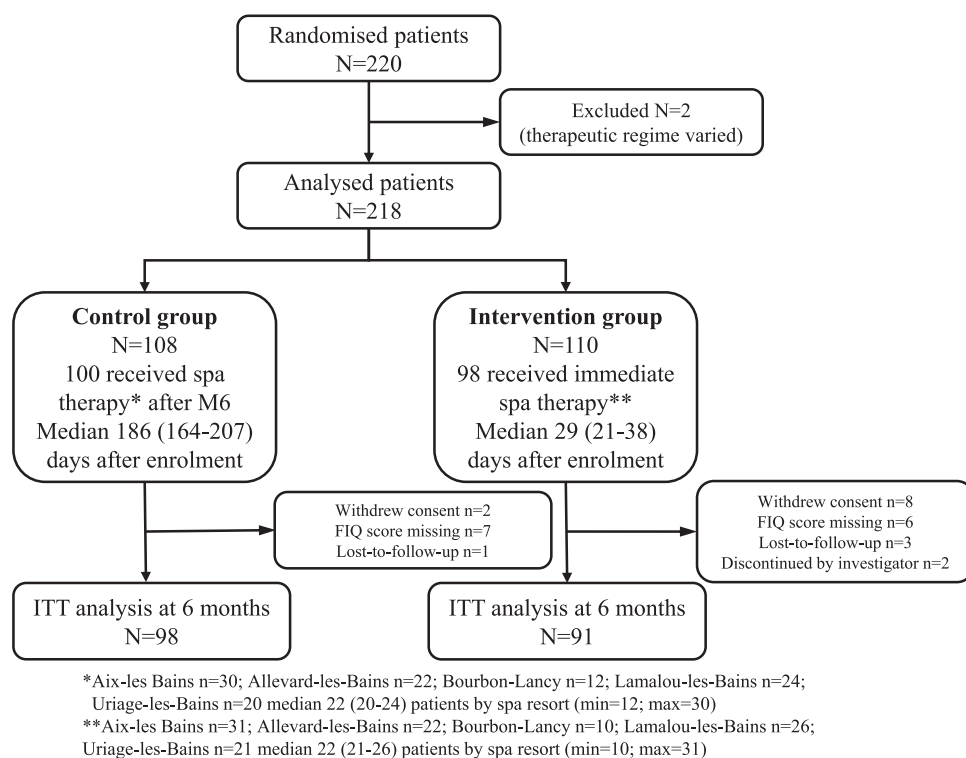 Randomised patients
N=220
Excluded N=2
(therapeutic regime varied)
Analysed patients
N=218
Control group
N=108
100 received spa
therapy* after M6
Median 186 (164-207)
days after enrolment
Intervention group
N=110
98 received immediate
spa therapy**
Median 29 (21-38)
days after enrolment
Withdrew consent n=2
FIQ score missing n=7
Lost-to-follow-up n=1
Withdrew consent n=8
FIQ score missing n=6
Lost-to-follow-up n=3
Discontinued by investigator n=2
ITT analysis at 6 months
N=98
ITT analysis at 6 months
N=91
*Aix-les Bains n=30; Allevard-les-Bains n=22; Bourbon-Lancy n=12; Lamalou-les-Bains n=24;
Uriage-les-Bains n=20 median 22 (20-24) patients by spa resort (min=12; max=30)
**Aix-les Bains n=31; Allevard-les-Bains n=22; Bourbon-Lancy n=10; Lamalou-les-Bains n=26;
Uriage-les-Bains n=21 median 22 (21-26) patients by spa resort (min=10; max=31)